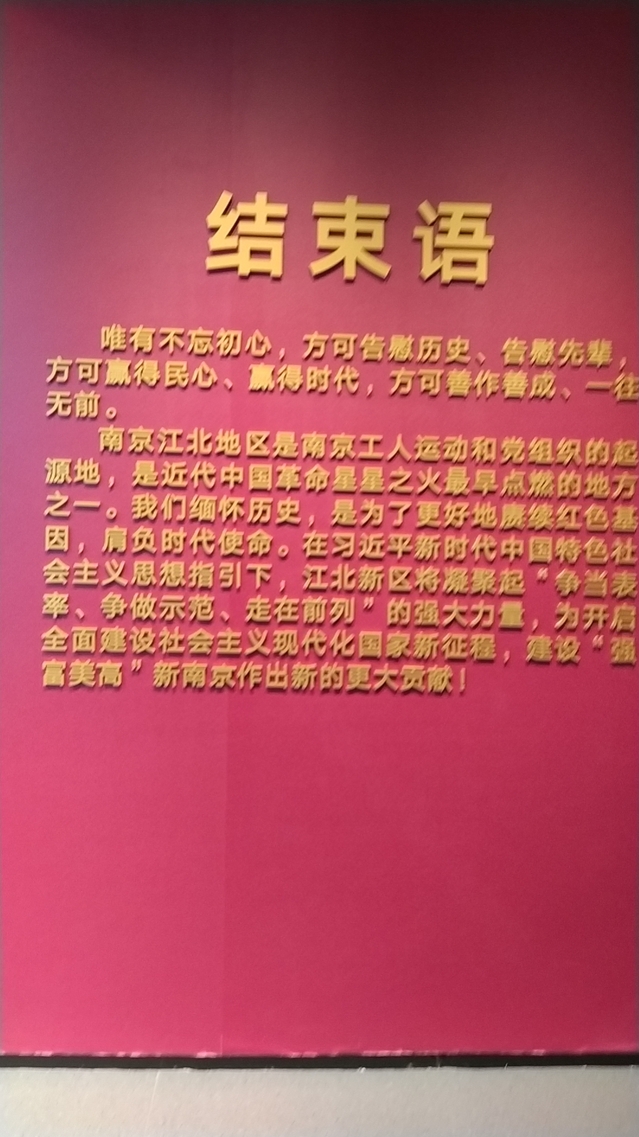 结束语
唯有不忘初心，方可告慰历史、告慰先辈，
方可赢得民心、赢得时代，方可善作善成、一往
无前。
南京江北地区是南京工人运动和党组织的起
源地，是近代中国革命星星之火最早点燃的地方
之一。我们缅怀历史，是为了更好地赓续红色基
因，肩负时代使命。在习近平新时代中国特色社
会主义思想指引下，江北新区将凝聚起“争当表
率、争做示范、走在前列”的强大力量，为开启
全面建设社会主义现代化国家新征程，建设“强
富美高”新南京作出新的更大贡献！